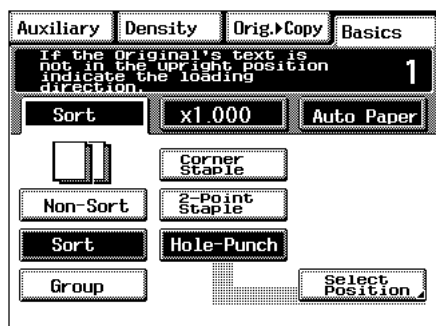 Auxiliary Density Orig.▸Copy Basics
If the Original's text is
not in the upright position
indicate the loading
direction.
1
Sort x1.000 Auto Paper
Corner
Staple
Non-Sort
2-Point
Staple
Sort Hole-Punch
Group
Select
Position